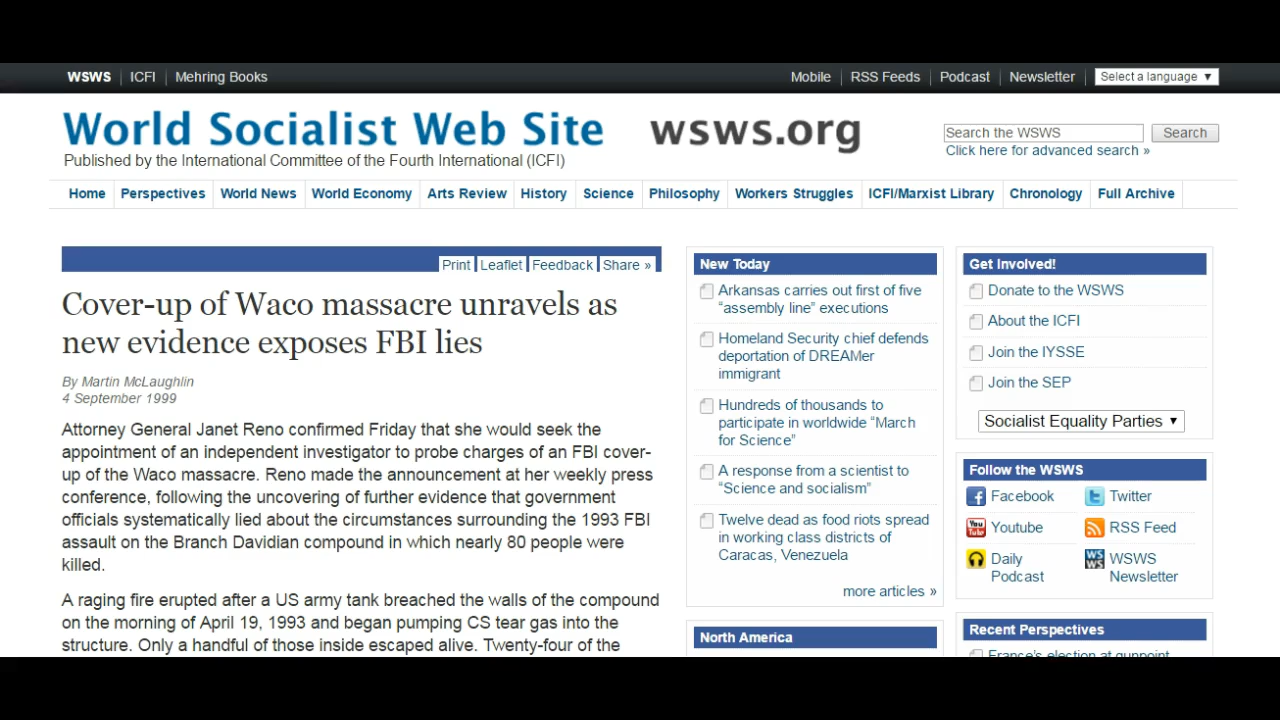 WSWS ICFI Mehring Books Mobile RSS Feeds Podcast Newsletter Select a language ▼
World Socialist Web Site wsws.org
Published by the International Committee of the Fourth International (ICFI)
Search the WSWS Search
Click here for advanced search »
Home Perspectives World News World Economy Arts Review History Science Philosophy Workers Struggles ICFI/Marxist Library Chronology Full Archive
Print Leaflet Feedback Share »
Cover-up of Waco massacre unravels as
new evidence exposes FBI lies
By Martin McLaughlin
4 September 1999
Attorney General Janet Reno confirmed Friday that she would seek the
appointment of an independent investigator to probe charges of an FBI cover-
up of the Waco massacre. Reno made the announcement at her weekly press
conference, following the uncovering of further evidence that government
officials systematically lied about the circumstances surrounding the 1993 FBI
assault on the Branch Davidian compound in which nearly 80 people were
killed.
A raging fire erupted after a US army tank breached the walls of the compound
on the morning of April 19, 1993 and began pumping CS tear gas into the
structure. Only a handful of those inside escaped alive. Twenty-four of the
New Today
Arkansas carries out first of five
“assembly line” executions
Homeland Security chief defends
deportation of DREAMer
immigrant
Hundreds of thousands to
participate in worldwide “March
for Science”
A response from a scientist to
“Science and socialism”
Twelve dead as food riots spread
in working class districts of
Caracas, Venezuela
more articles »
North America
Get Involved!
Donate to the WSWS
About the ICFI
Join the IYSSE
Join the SEP
Socialist Equality Parties ▼
Follow the WSWS
Facebook Twitter
Youtube RSS Feed
Daily
Podcast
WSWS
Newsletter
Recent Perspectives
France's election at gunpoint